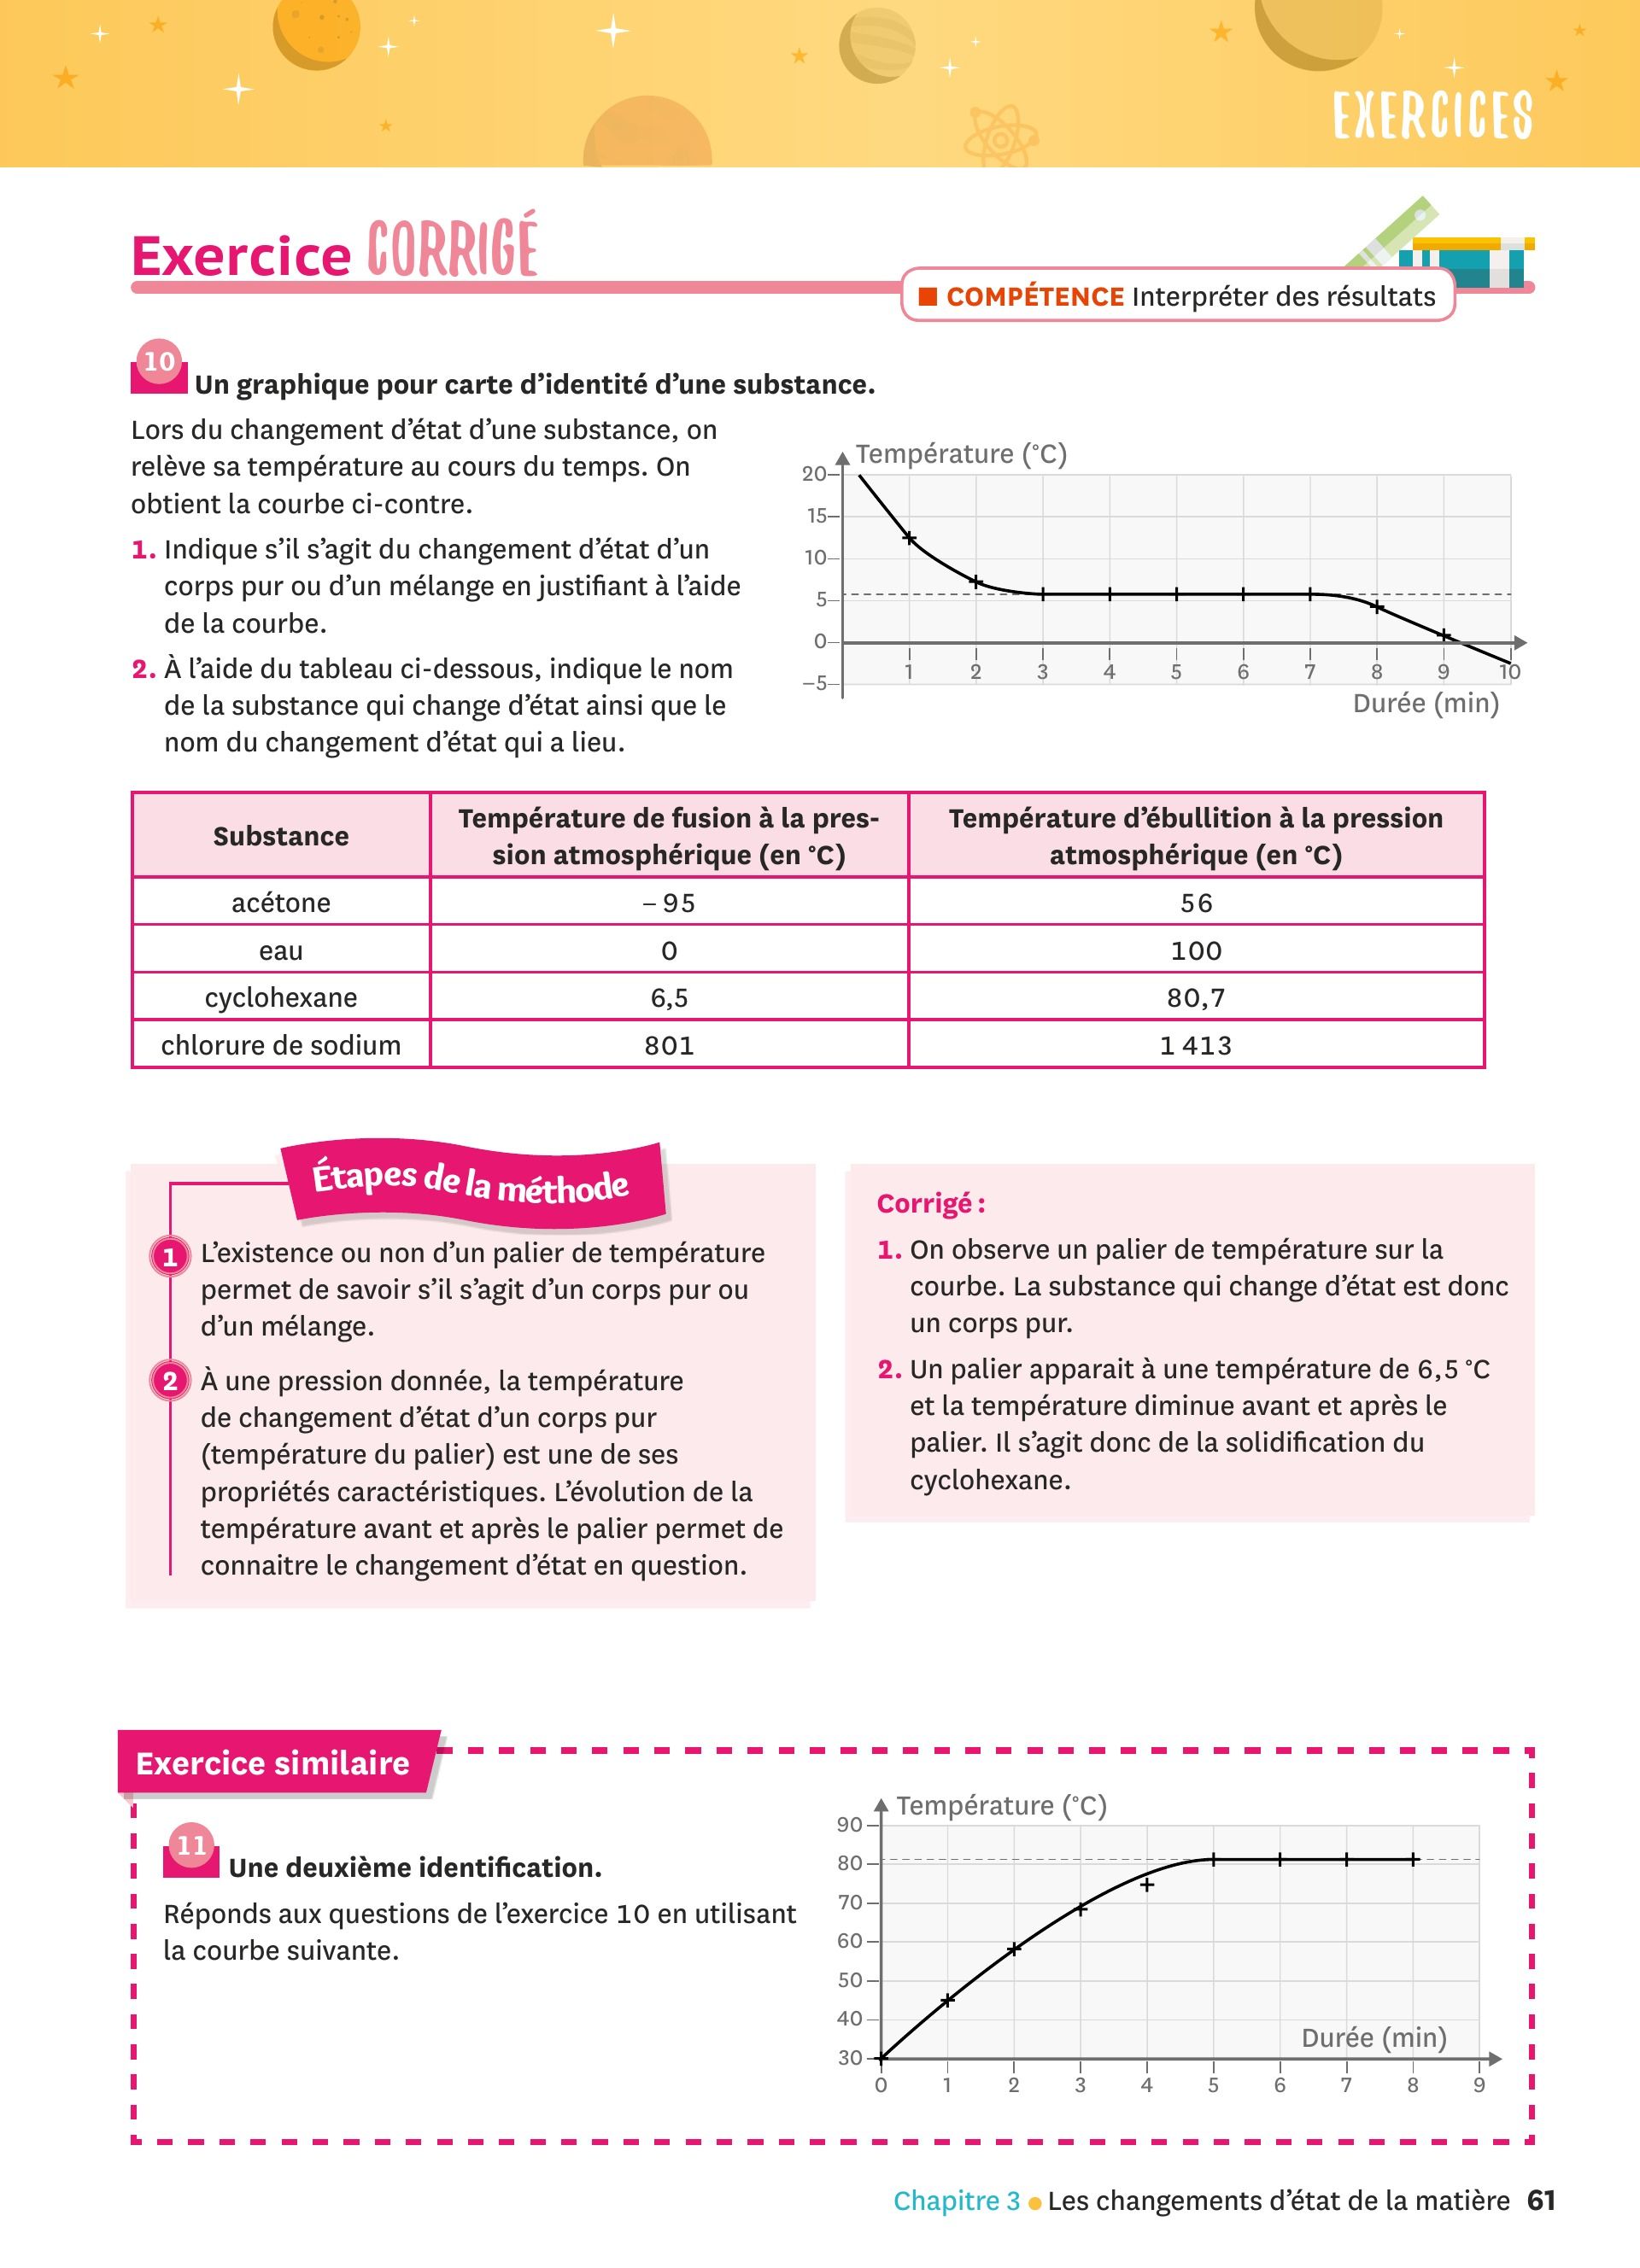 EXERCICES
Exercice CORRIGÉ
COMPÉTENCE Interpréter des résultats
10 Un graphique pour carte d’identité d’une substance.
Lors du changement d’état d’une substance, on
relève sa température au cours du temps. On
obtient la courbe ci-contre.
1. Indique s’il s’agit du changement d’état d’un
corps pur ou d’un mélange en justifiant à l’aide
de la courbe.
2. À l’aide du tableau ci-dessous, indique le nom
de la substance qui change d’état ainsi que le
nom du changement d’état qui a lieu.
Température (°C)
20
15
10
5
0
–5
1 2 3 4 5 6 7 8 9 10
Durée (min)
Substance
Température de fusion à la pres-
sion atmosphérique (en °C)
Température d’ébullition à la pression
atmosphérique (en °C)
acétone – 95 56
eau 0 100
cyclohexane 6,5 80,7
chlorure de sodium 801 1 413
Étapes de la méthode
1 L’existence ou non d’un palier de température
permet de savoir s’il s’agit d’un corps pur ou
d’un mélange.
2 À une pression donnée, la température
de changement d’état d’un corps pur
(température du palier) est une de ses
propriétés caractéristiques. L’évolution de la
température avant et après le palier permet de
connaitre le changement d’état en question.
Corrigé :
1. On observe un palier de température sur la
courbe. La substance qui change d’état est donc
un corps pur.
2. Un palier apparait à une température de 6,5 °C
et la température diminue avant et après le
palier. Il s’agit donc de la solidification du
cyclohexane.
Exercice similaire
11 Une deuxième identification.
Réponds aux questions de l’exercice 10 en utilisant
la courbe suivante.
Température (°C)
90
80
70
60
50
40
30
Durée (min)
0 1 2 3 4 5 6 7 8 9
Chapitre 3 • Les changements d’état de la matière 61